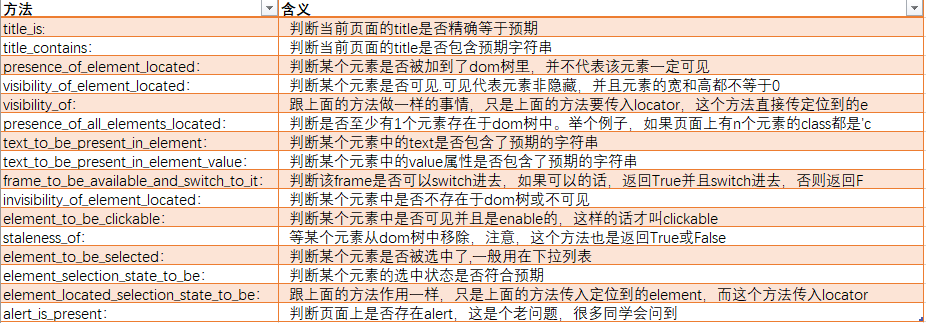 方法 含义
title_is: 判断当前页面的title是否精确等于预期
title_contains: 判断当前页面的title是否包含预期字符串
presence_of_element_located: 判断某个元素是否被加到了dom树里，并不代表该元素一定可见
visibility_of_element_located: 判断某个元素是否可见.可见代表元素非隐藏，并且元素的宽和高都不等于0
visibility_of: 跟上面的方法做一样的事情，只是上面的方法要传入locator，这个方法直接传定位到的e
presence_of_all_elements_located: 判断是否至少有1个元素存在于dom树中。举个例子，如果页面上有n个元素的class都是'c
text_to_be_present_in_element: 判断某个元素中的text是否包含了预期的字符串
text_to_be_present_in_element_value: 判断某个元素中的value属性是否包含了预期的字符串
frame_to_be_available_and_switch_to_it: 判断该frame是否可以switch进去，如果可以的话，返回True并且switch进去，否则返回F
invisibility_of_element_located: 判断某个元素中是否不存在于dom树或不可见
element_to_be_clickable: 判断某个元素中是否可见并且是enable的，这样的话才叫clickable
staleness_of: 等某个元素从dom树中移除，注意，这个方法也是返回True或False
element_to_be_selected: 判断某个元素是否被选中了,一般用在下拉列表
element_selection_state_to_be: 判断某个元素的选中状态是否符合预期
element_located_selection_state_to_be: 跟上面的方法作用一样，只是上面的方法传入定位到的element，而这个方法传入locator
alert_is_present: 判断页面上是否存在alert，这是个老问题，很多同学会问到